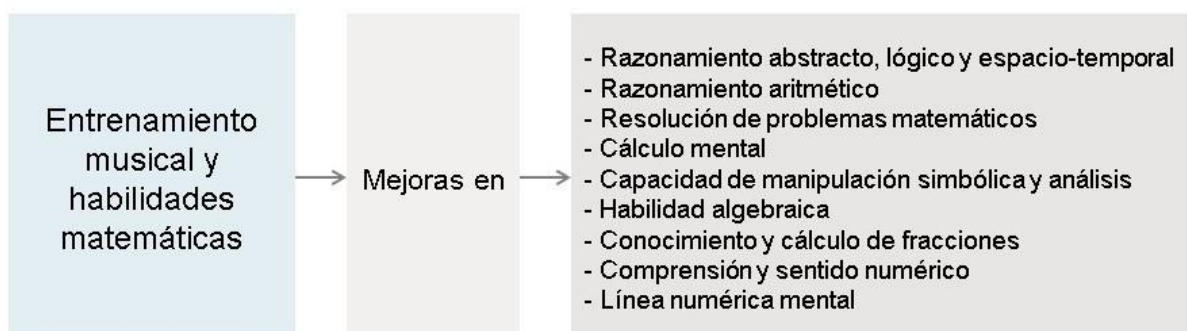 Entrenamiento
musical y
habilidades
matemáticas
Mejoras en
- Razonamiento abstracto, lógico y espacio-temporal
- Razonamiento aritmético
- Resolución de problemas matemáticos
- Cálculo mental
- Capacidad de manipulación simbólica y análisis
- Habilidad algebraica
- Conocimiento y cálculo de fracciones
- Comprensión y sentido numérico
- Línea numérica mental